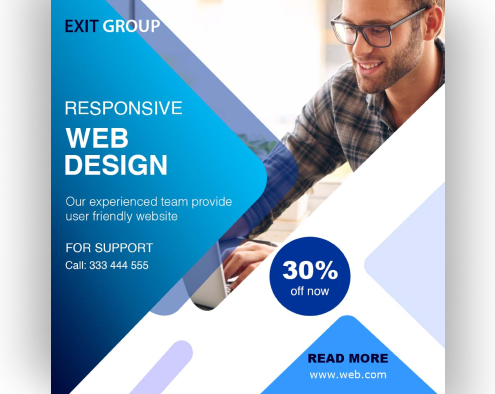 EXIT GROUP
RESPONSIVE
WEB
DESIGN
Our experienced team provide
user friendly website
FOR SUPPORT
Call: 333 444 555
30%
off now
READ MORE
www.web.com